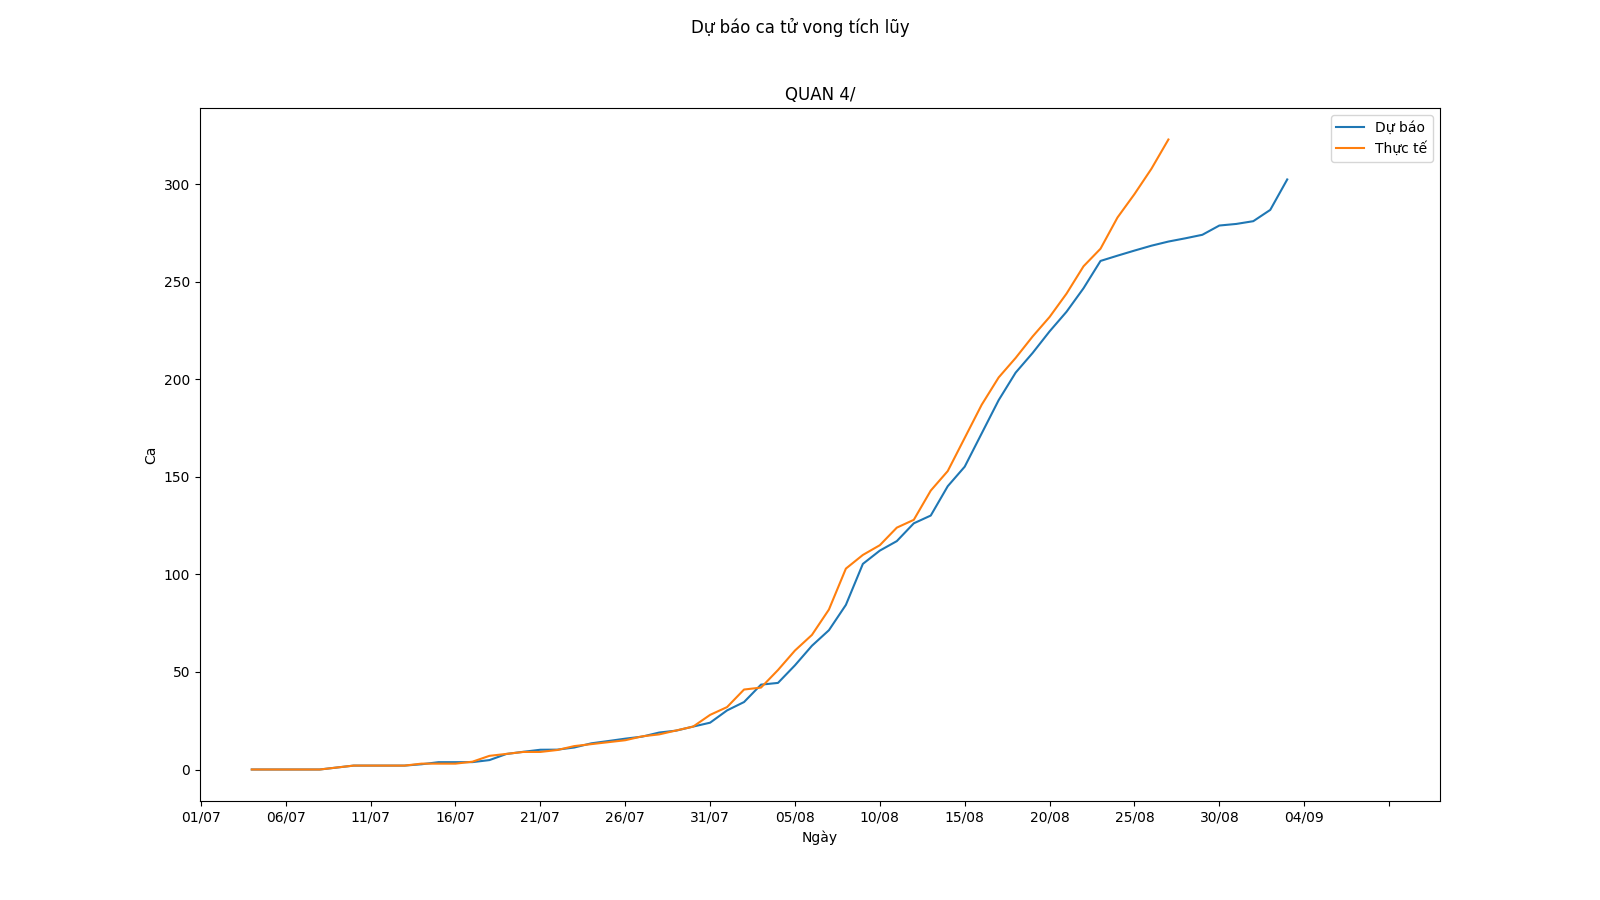 Dự báo ca tử vong tích lũy
QUAN 4/
Dự báo
Thực tế
300
250
200
150
100
50
0
Ca
01/07 06/07 11/07 16/07 21/07 26/07 31/07 05/08 10/08 15/08 20/08 25/08 30/08 04/09
Ngày